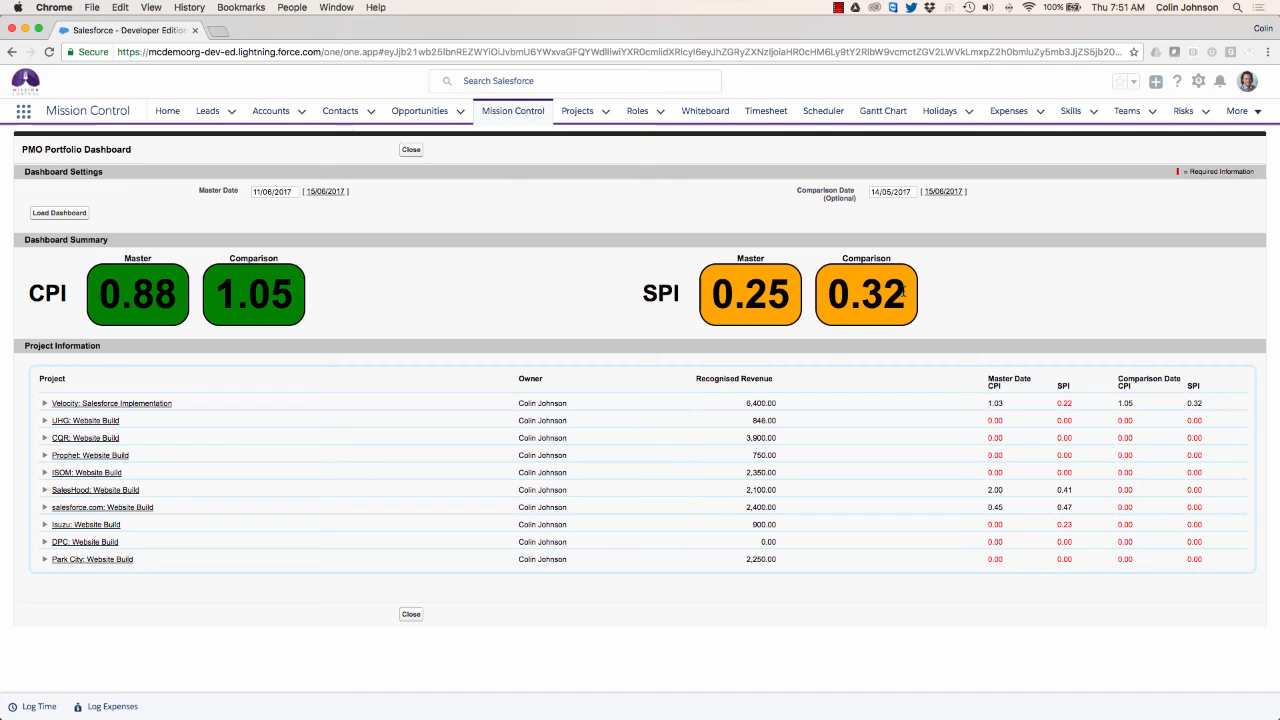 Chrome File Edit View History Bookmarks People Window Help 100% Thu 7:51 AM Colin Johnson
Salesforce - Developer Edition Colin
Secure
Search Salesforce
Mission Control Home Leads Accounts Contacts Opportunities Mission Control Projects Roles Whiteboard Timesheet Scheduler Gantt Chart Holidays Expenses Skills Teams Risks More
PMO Portfolio Dashboard Close
Dashboard Settings = Required Information
Master Date 11/06/2017 [ 15/06/2017 ] Comparison Date 14/05/2017 [ 15/06/2017 ]
(Optional)
Load Dashboard
Dashboard Summary
Master Comparison Master Comparison
CPI 0.88 1.05 SPI 0.25 0.32
Project Information
Project Owner Recognised Revenue Master Date Comparison Date
CPI SPI CPI SPI
Velocity: Salesforce Implementation Colin Johnson 6,400.00 1.03 0.22 1.05 0.32
UHG: Website Build Colin Johnson 846.00 0.00 0.00 0.00 0.00
CQR: Website Build Colin Johnson 3,900.00 0.00 0.00 0.00 0.00
Prophet: Website Build Colin Johnson 750.00 0.00 0.00 0.00 0.00
ISOM: Website Build Colin Johnson 2,350.00 0.00 0.00 0.00 0.00
SalesHood: Website Build Colin Johnson 2,100.00 2.00 0.41 0.00 0.00
salesforce.com: Website Build Colin Johnson 2,400.00 0.45 0.47 0.00 0.00
Isuzu: Website Build Colin Johnson 900.00 0.00 0.23 0.00 0.00
DPC: Website Build Colin Johnson 0.00 0.00 0.00 0.00 0.00
Park City: Website Build Colin Johnson 2,250.00 0.00 0.00 0.00 0.00
Close
Log Time Log Expenses